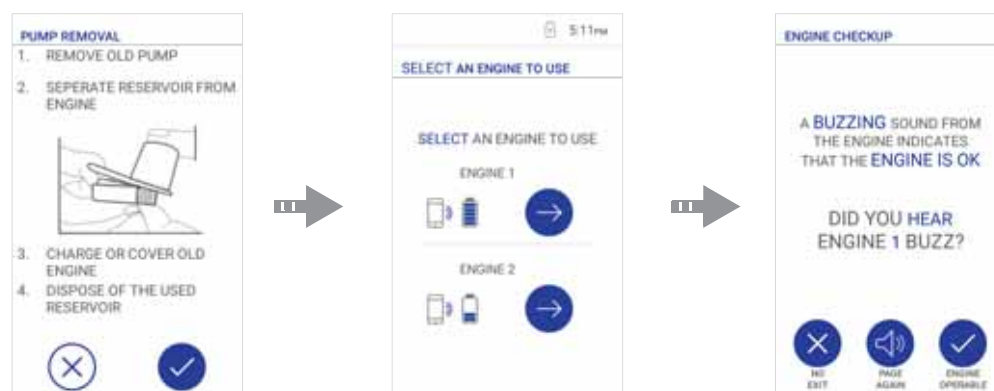 PUMP REMOVAL
1. REMOVE OLD PUMP
2. SEPERATE RESERVOIR FROM
ENGINE
3. CHARGE OR COVER OLD
ENGINE
4. DISPOSE OF THE USED
RESERVOIR
5:11PM
SELECT AN ENGINE TO USE
SELECT AN ENGINE TO USE
ENGINE 1
ENGINE 2
ENGINE CHECKUP
A BUZZING SOUND FROM
THE ENGINE INDICATES
THAT THE ENGINE IS OK
DID YOU HEAR
ENGINE 1 BUZZ?
NO
EXIT
PAGE
AGAIN
ENGINE
OPERABLE